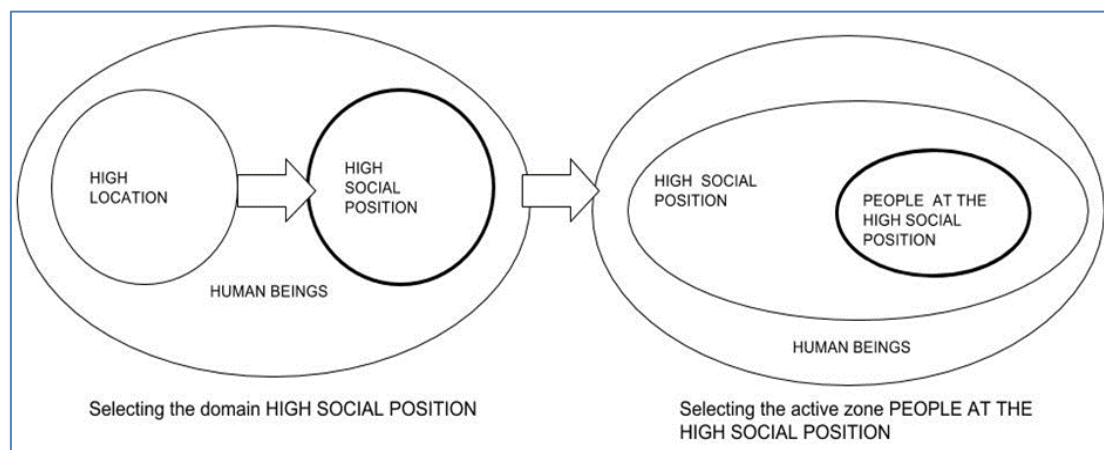 HIGH
LOCATION
HIGH
SOCIAL
POSITION
HUMAN BEINGS
Selecting the domain HIGH SOCIAL POSITION
HIGH SOCIAL
POSITION
PEOPLE AT THE
HIGH SOCIAL
POSITION
HUMAN BEINGS
Selecting the active zone PEOPLE AT THE
HIGH SOCIAL POSITION